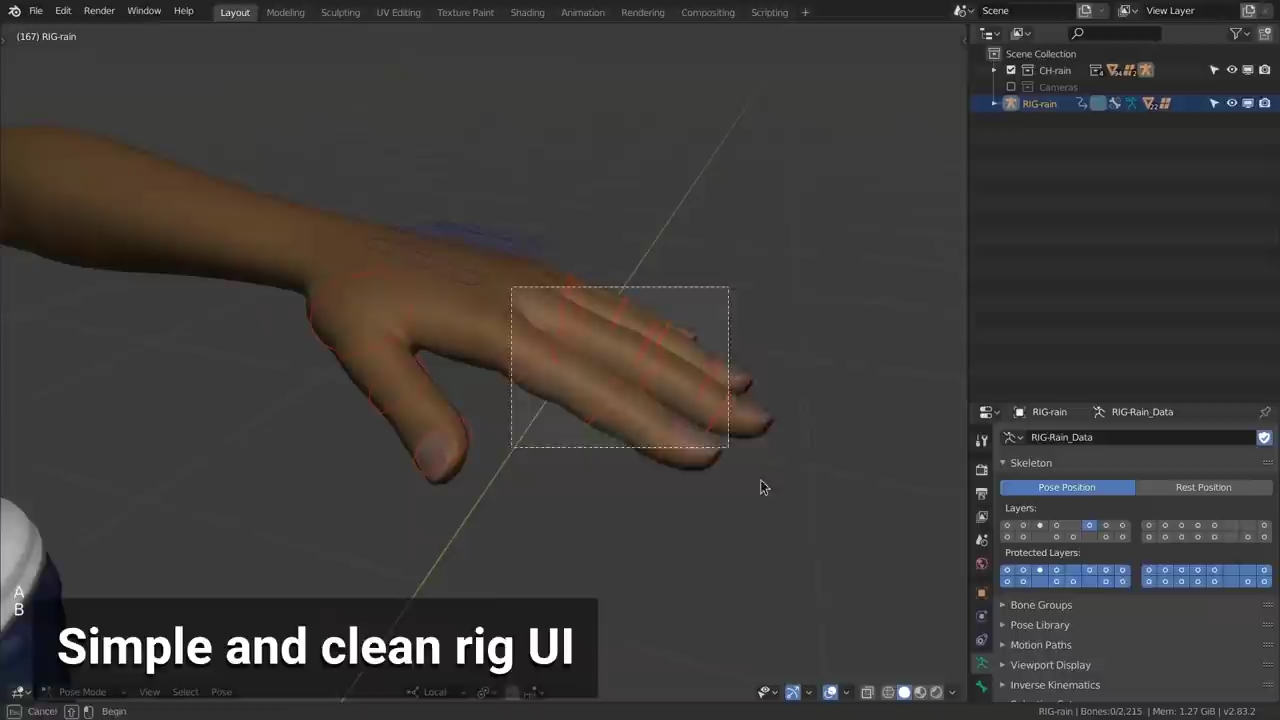 File Edit Render Window Help Layout Modeling Sculpting UV Editing Texture Paint Shading Animation Rendering Compositing Scripting + Scene View Layer
(167) RIG-rain
Scene Collection
CH-rain
Cameras
RIG-rain
RIG-rain RIG-Rain_Data
RIG-Rain_Data
Skeleton
Pose Position Rest Position
Layers:
Protected Layers:
Bone Groups
Pose Library
Motion Paths
Viewport Display
Inverse Kinematics
A
B
Simple and clean rig UI
Pose Mode View Select Pose Local
Cancel Begin RIG-rain | Bones:0/2,215 | Mem: 1.27 GiB | v2.83.2